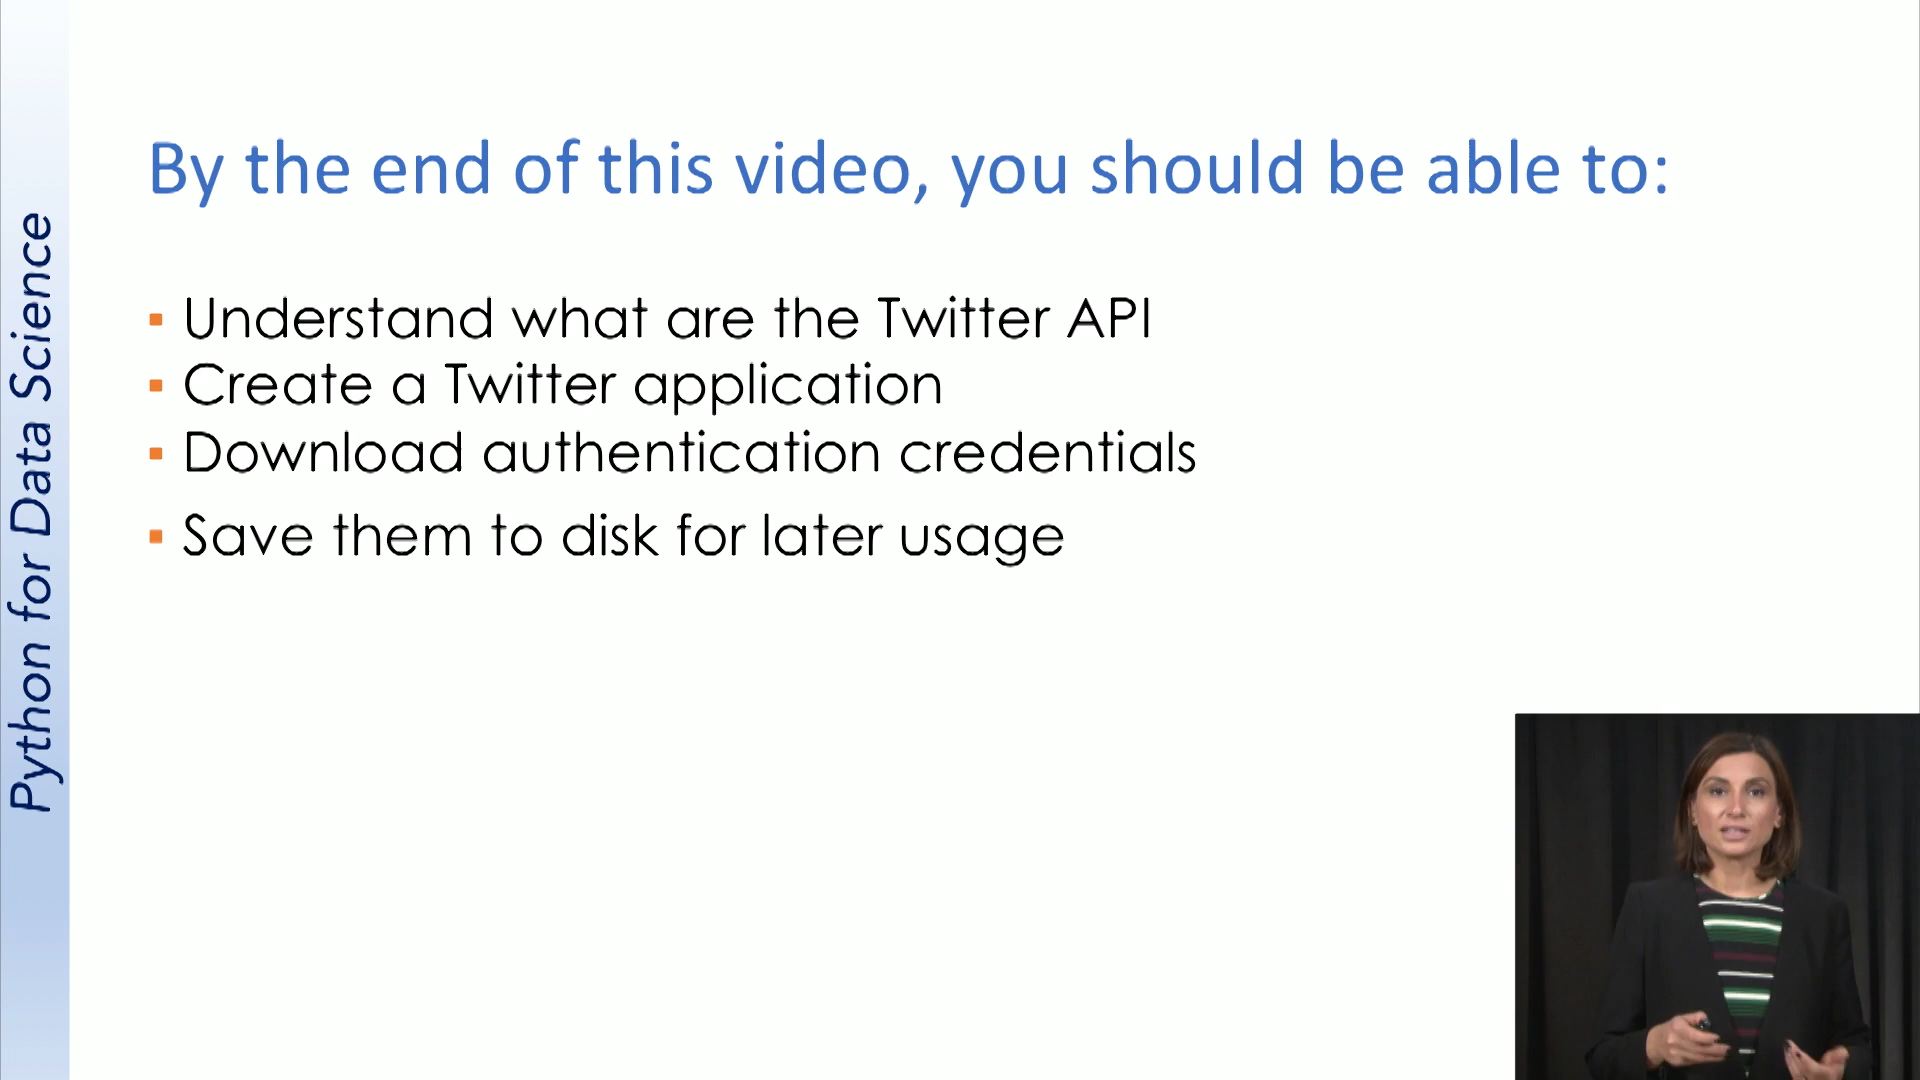 Python for Data Science
By the end of this video, you should be able to:
▪ Understand what are the Twitter API
▪ Create a Twitter application
▪ Download authentication credentials
▪ Save them to disk for later usage